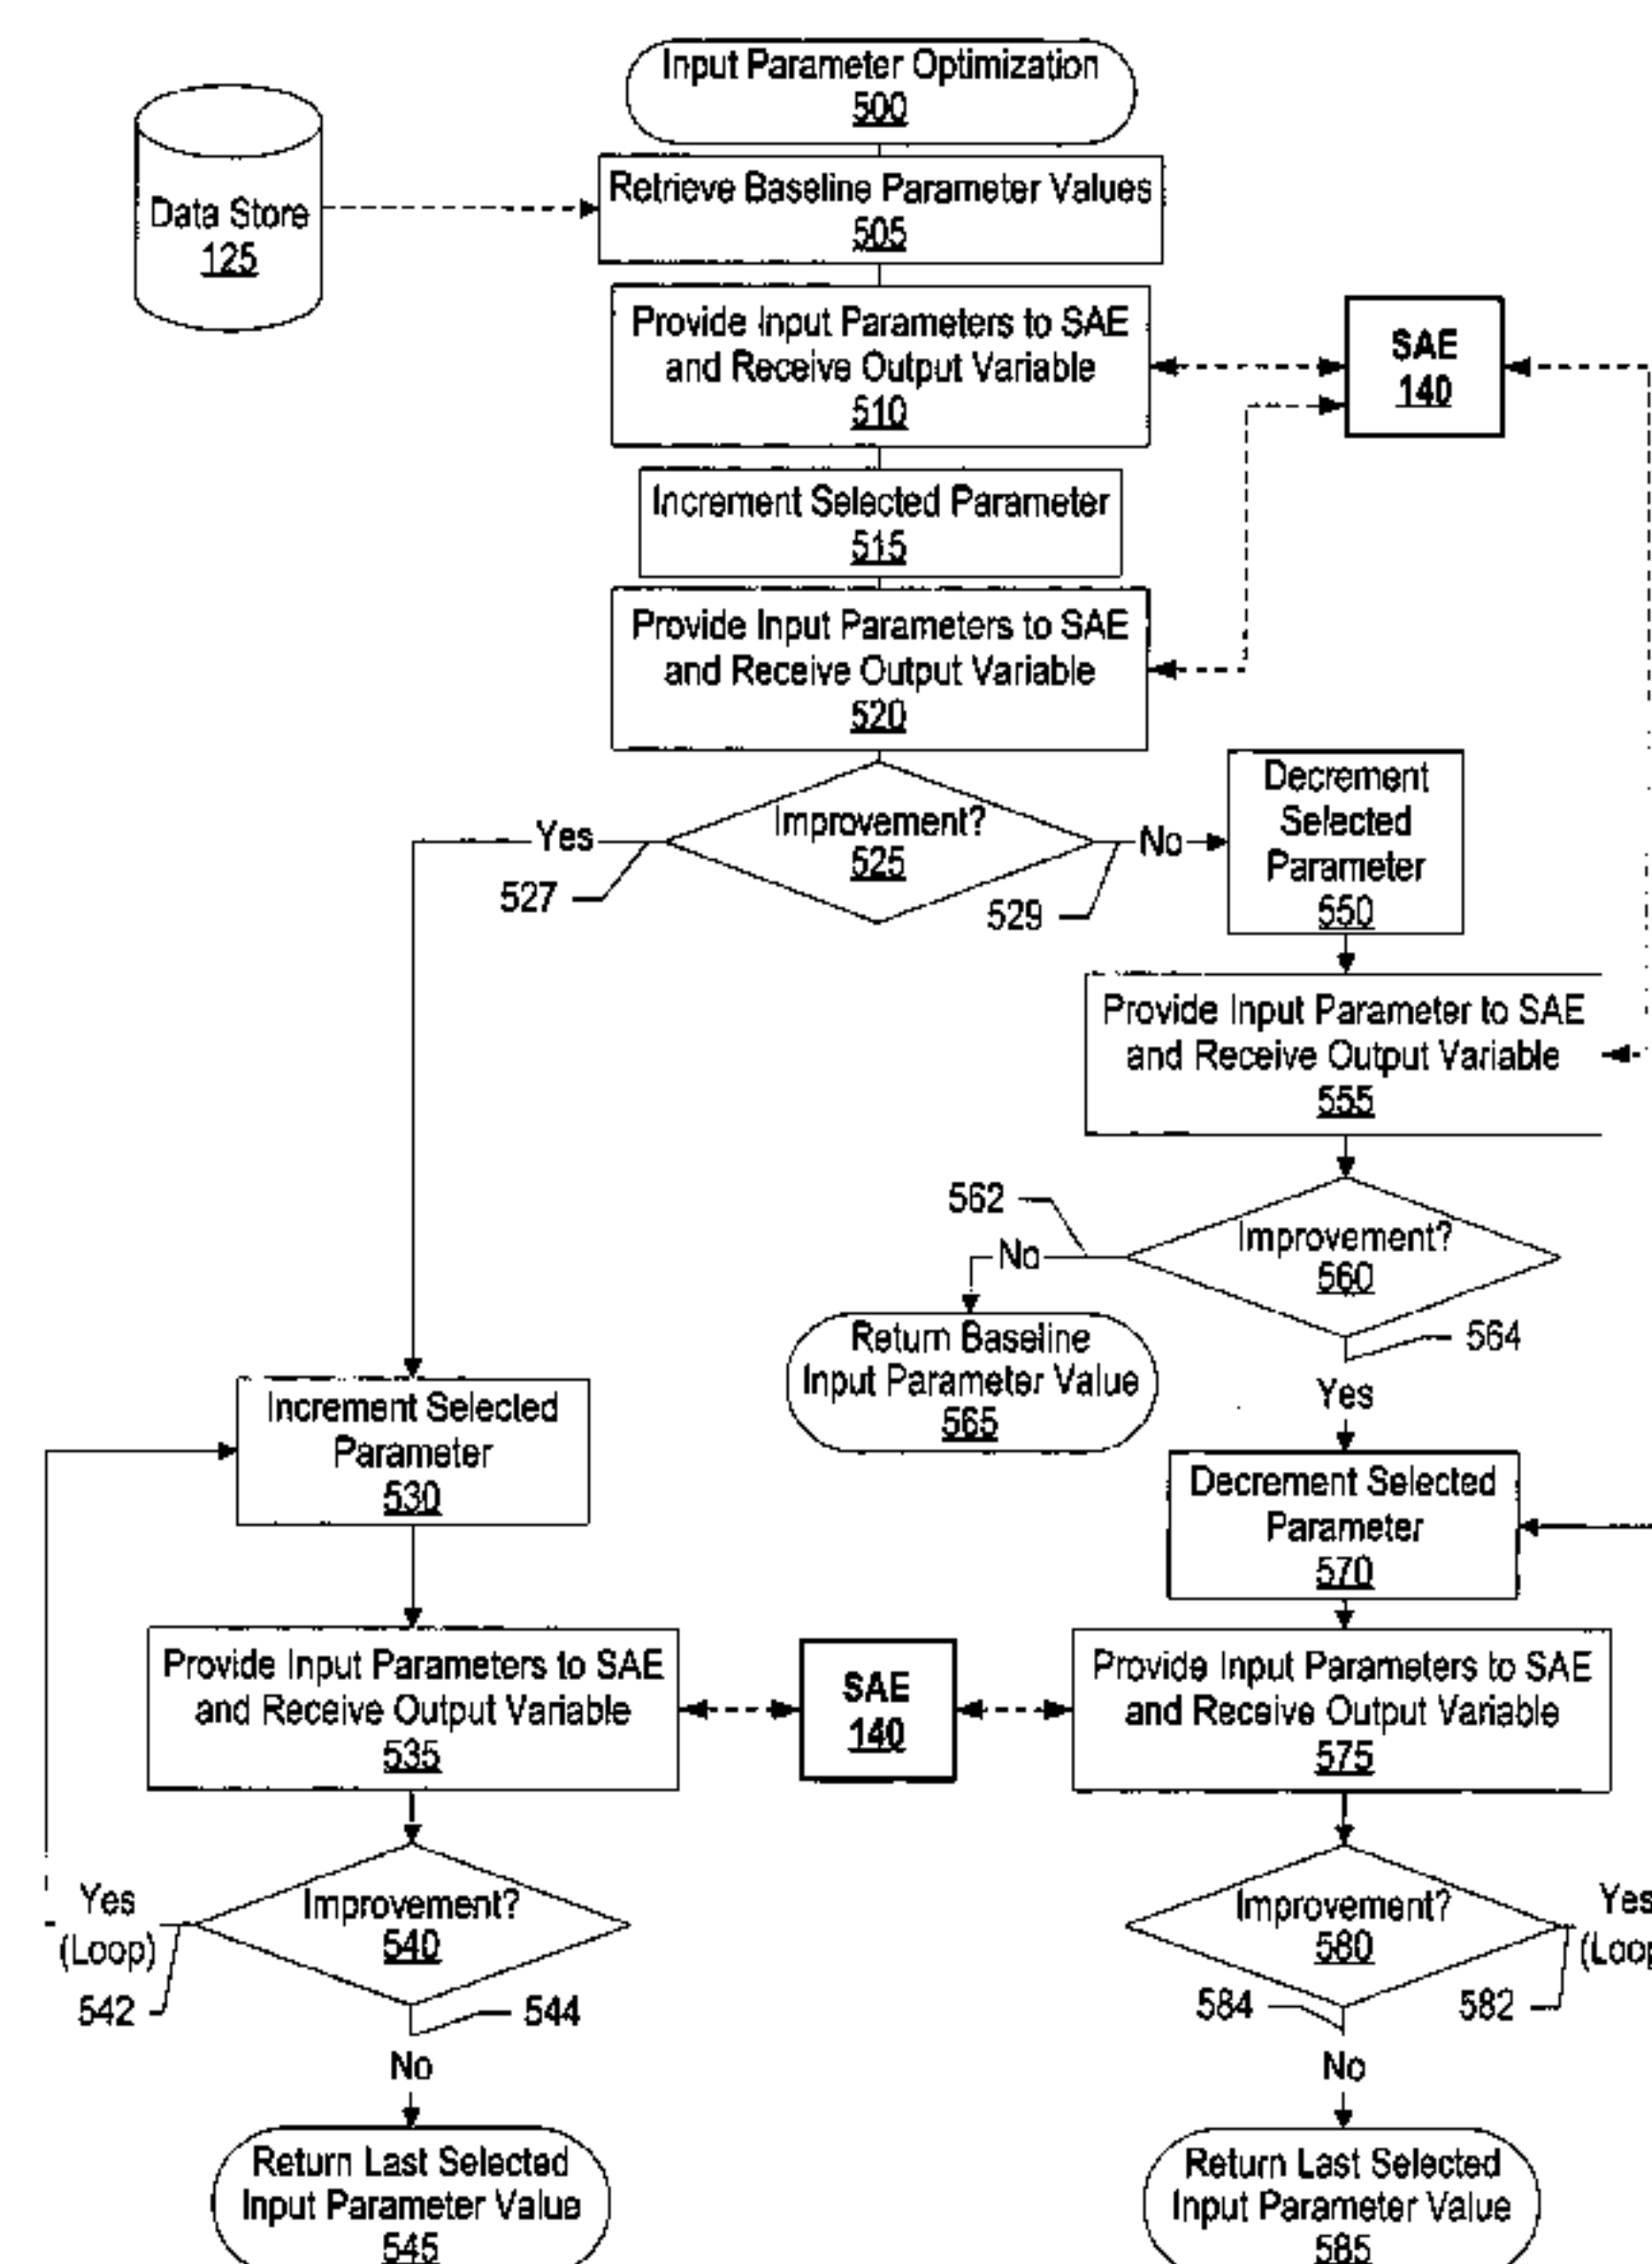 Input Parameter Optimization
500
Data Store
125
Retrieve Baseline Parameter Values
505
Provide Input Parameters to SAE
and Receive Output Variable
510
SAE
140
Increment Selected Parameter
515
Provide Input Parameters to SAE
and Receive Output Variable
520
Improvement?
525
Yes
527
No
529
Decrement
Selected
Parameter
550
Provide Input Parameter to SAE
and Receive Output Variable
555
Improvement?
560
562
No
564
Yes
Return Baseline
Input Parameter Value
565
Increment Selected
Parameter
530
Decrement Selected
Parameter
570
Provide Input Parameters to SAE
and Receive Output Variable
535
SAE
140
Provide Input Parameters to SAE
and Receive Output Variable
575
Improvement?
540
Yes
(Loop)
542
544
No
Improvement?
580
Yes
(Loop
582
584
No
Return Last Selected
Input Parameter Value
545
Return Last Selected
Input Parameter Value
585